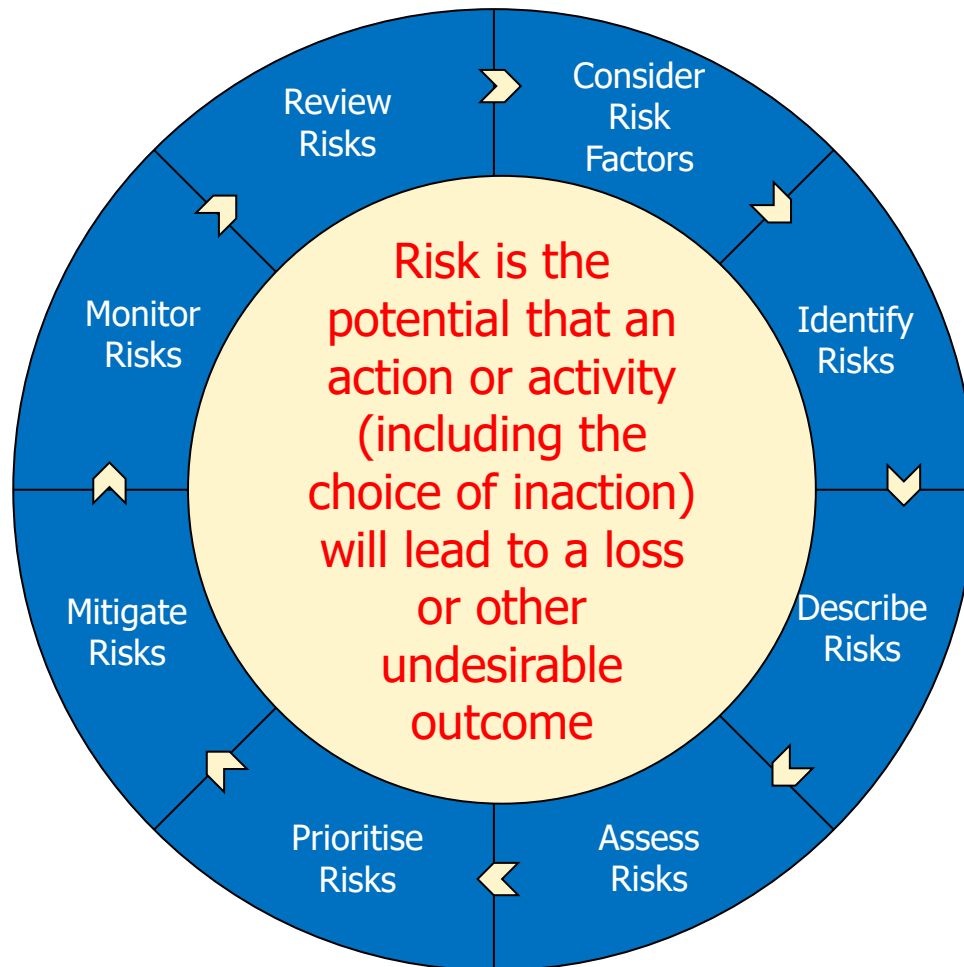 Consider
Risk
Factors
Identify
Risks
Describe
Risks
Assess
Risks
Prioritise
Risks
Mitigate
Risks
Monitor
Risks
Review
Risks
Risk is the
potential that an
action or activity
(including the
choice of inaction)
will lead to a loss
or other
undesirable
outcome